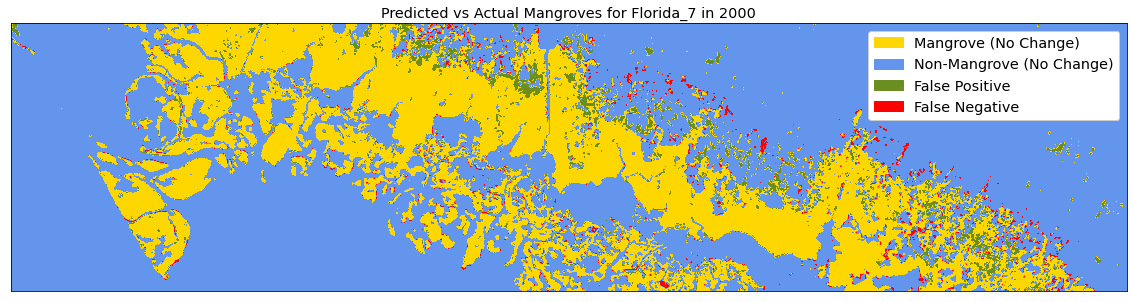 Predicted vs Actual Mangroves for Florida_7 in 2000
Mangrove (No Change)
Non-Mangrove (No Change)
False Positive
False Negative